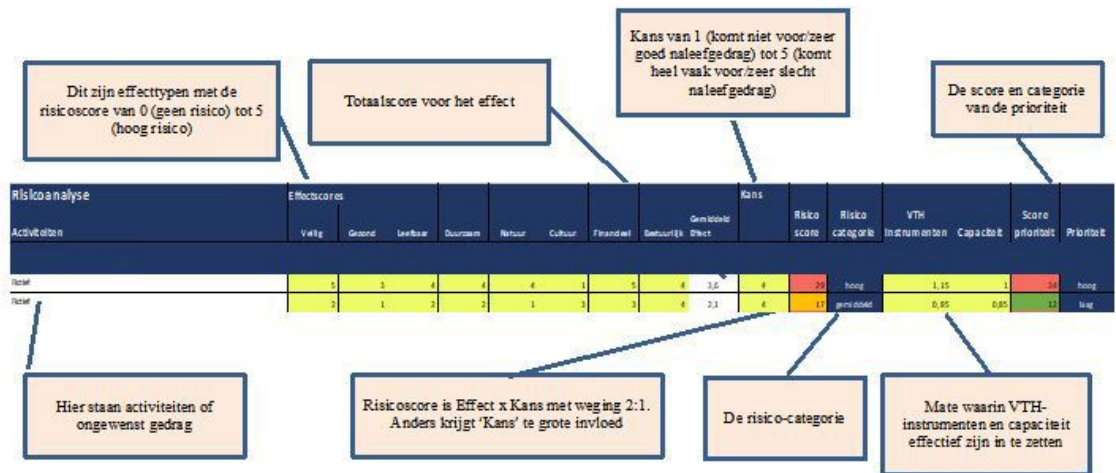 Kans van 1 (komt niet voor/zeer
goed naleefgedrag) tot 5 (komt
heel vaak voor/zeer slecht
naleefgedrag)
Dit zijn effecttypen met de
risicoscore van 0 (geen risico) tot 5
(hoog risico)
Totaalscore voor het effect
De score en categorie
van de prioriteit
Risicoanalyse Effectscores Kans
Activiteiten Veilig Gezond Leefbaar Duurzaam Natuur Cultuur Financieel Bestuurlijk Gemiddeld Effect Risico score Risico categorie VTH Instrumenten Capaciteit Score prioriteit Prioriteit
Fictief 5 3 4 4 4 1 5 4 3,6 4 29 hoog 1,15 1 34 hoog
Fictief 2 1 2 2 1 3 4 2,1 4 17 gemiddeld 0,85 0,85 12 laag
Hier staan activiteiten of
ongewenst gedrag
Risicoscore is Effect x Kans met weging 2:1.
Anders krijgt ‘Kans’ te grote invloed
De risico-categorie
Mate waarin VTH-
instrumenten en capaciteit
effectief zijn in te zetten